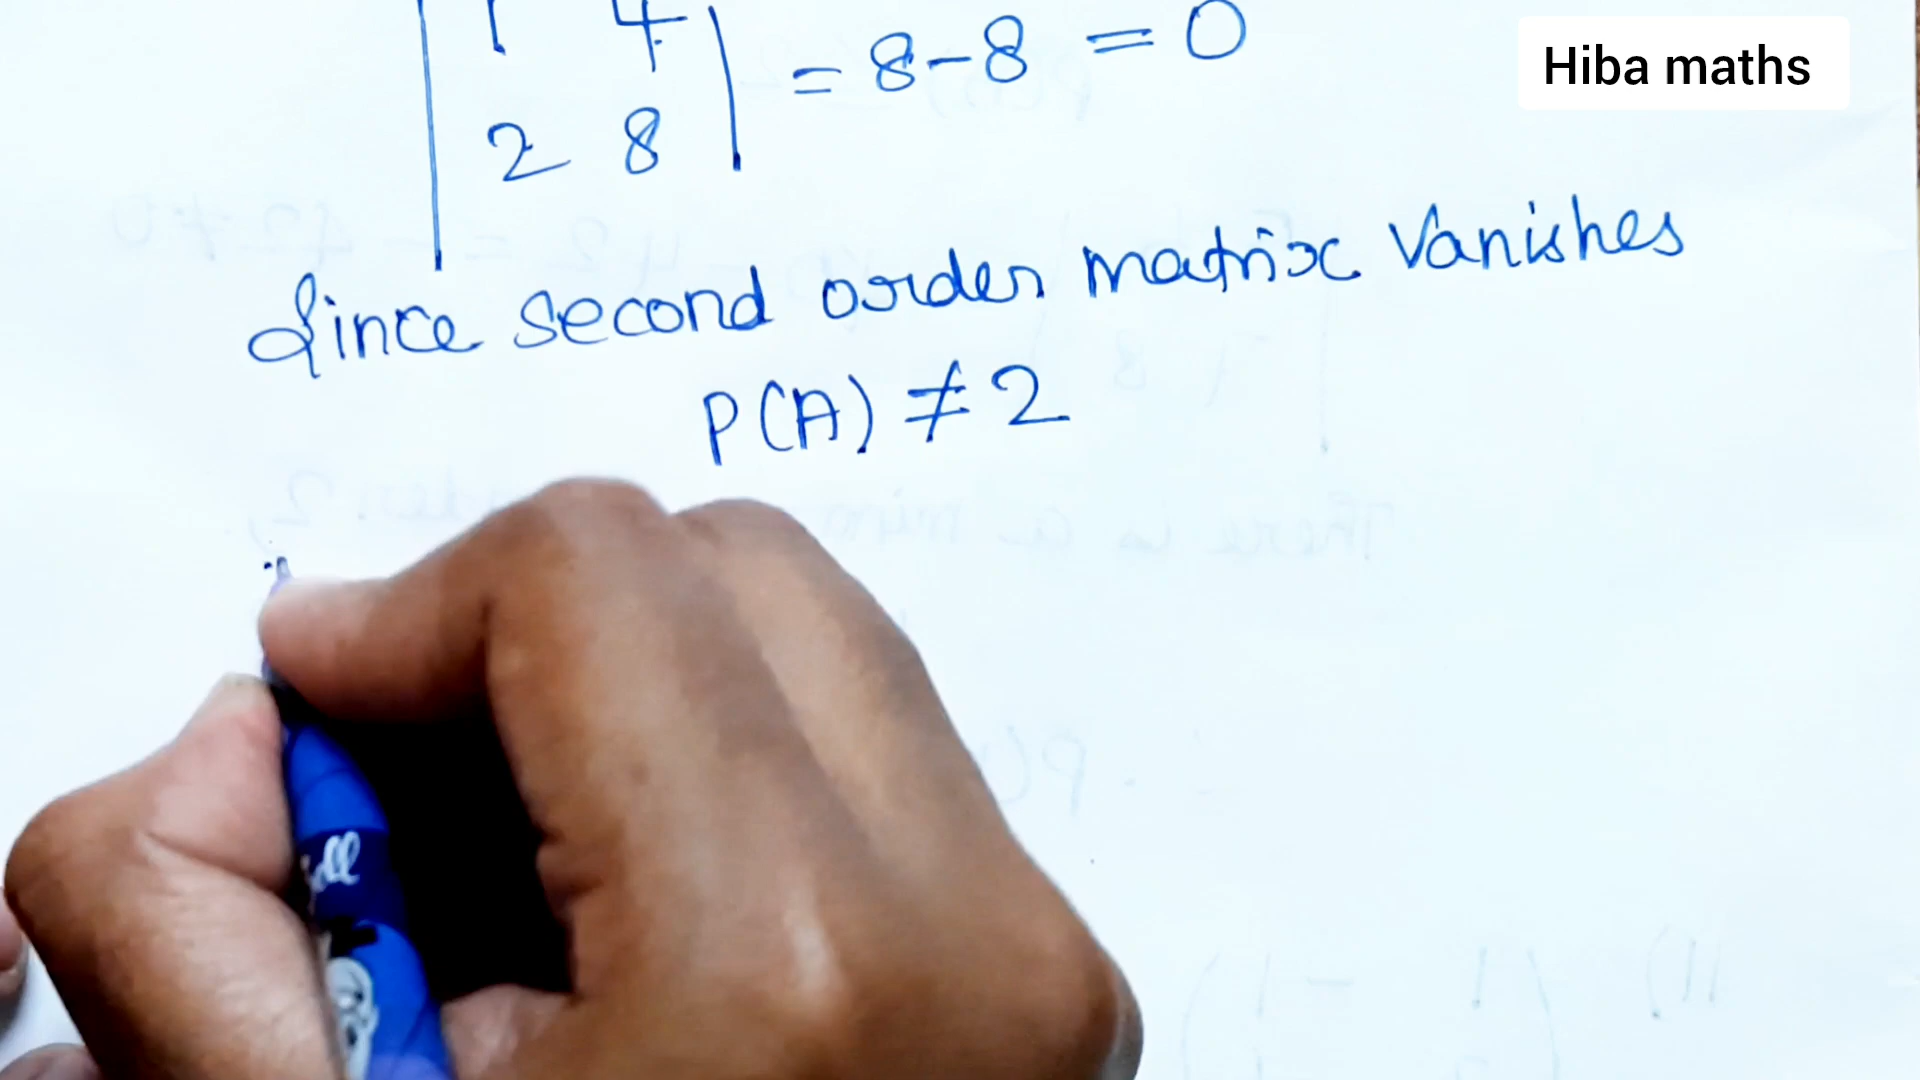 Hiba maths
| 1 4 | = 8 - 8 = 0
| 2 8 |
Since second order matrix Vanishes
P(A) ≠ 2